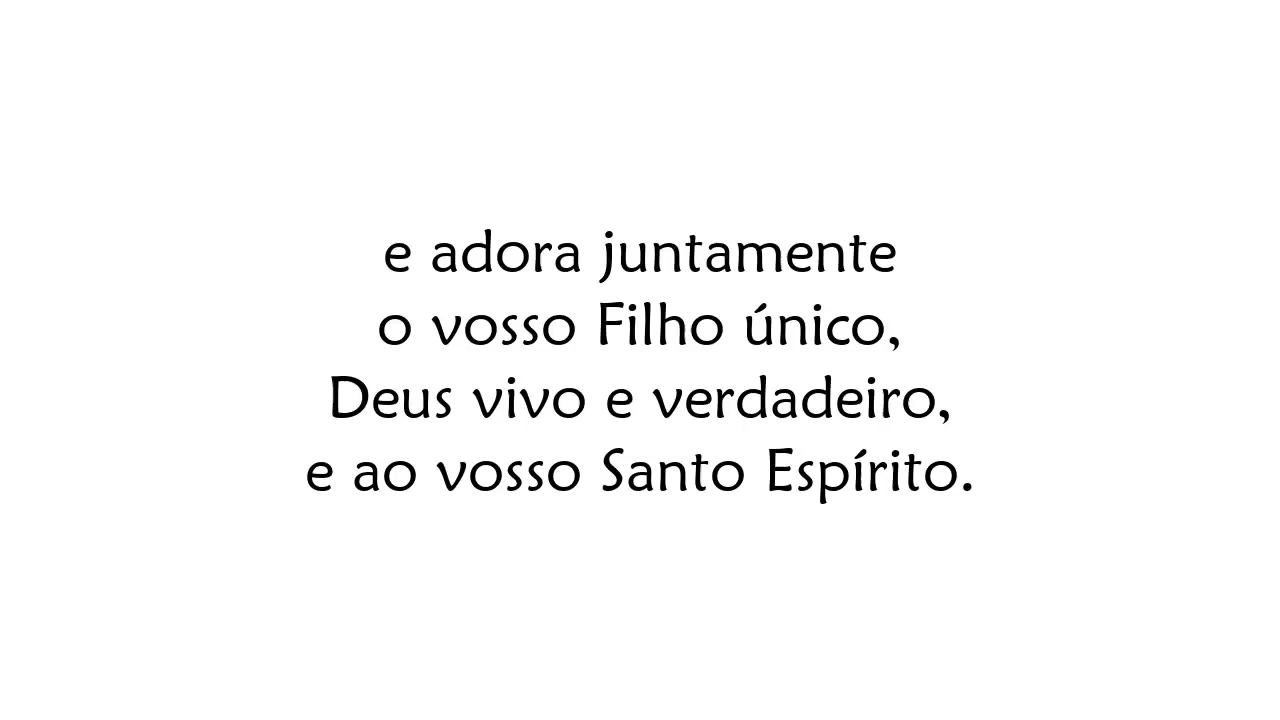 e adora juntamente
o vosso Filho único,
Deus vivo e verdadeiro,
e ao vosso Santo Espírito.